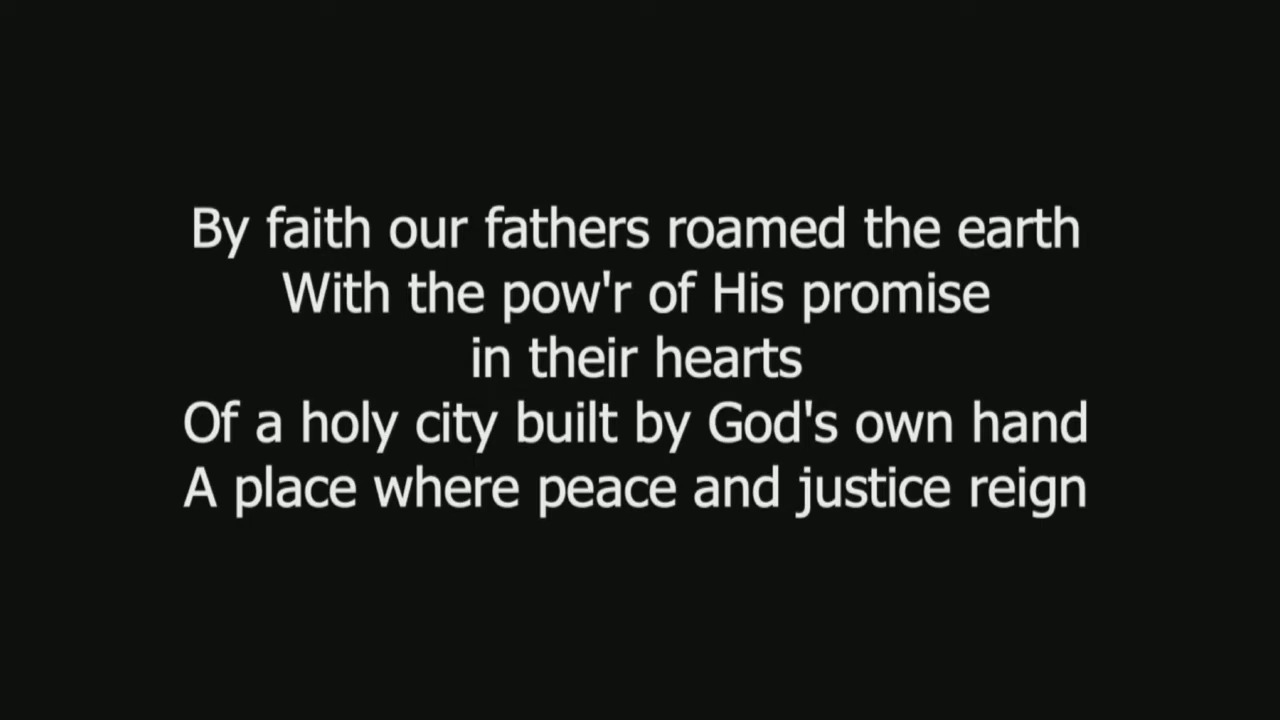 By faith our fathers roamed the earth
With the pow'r of His promise
in their hearts
Of a holy city built by God's own hand
A place where peace and justice reign